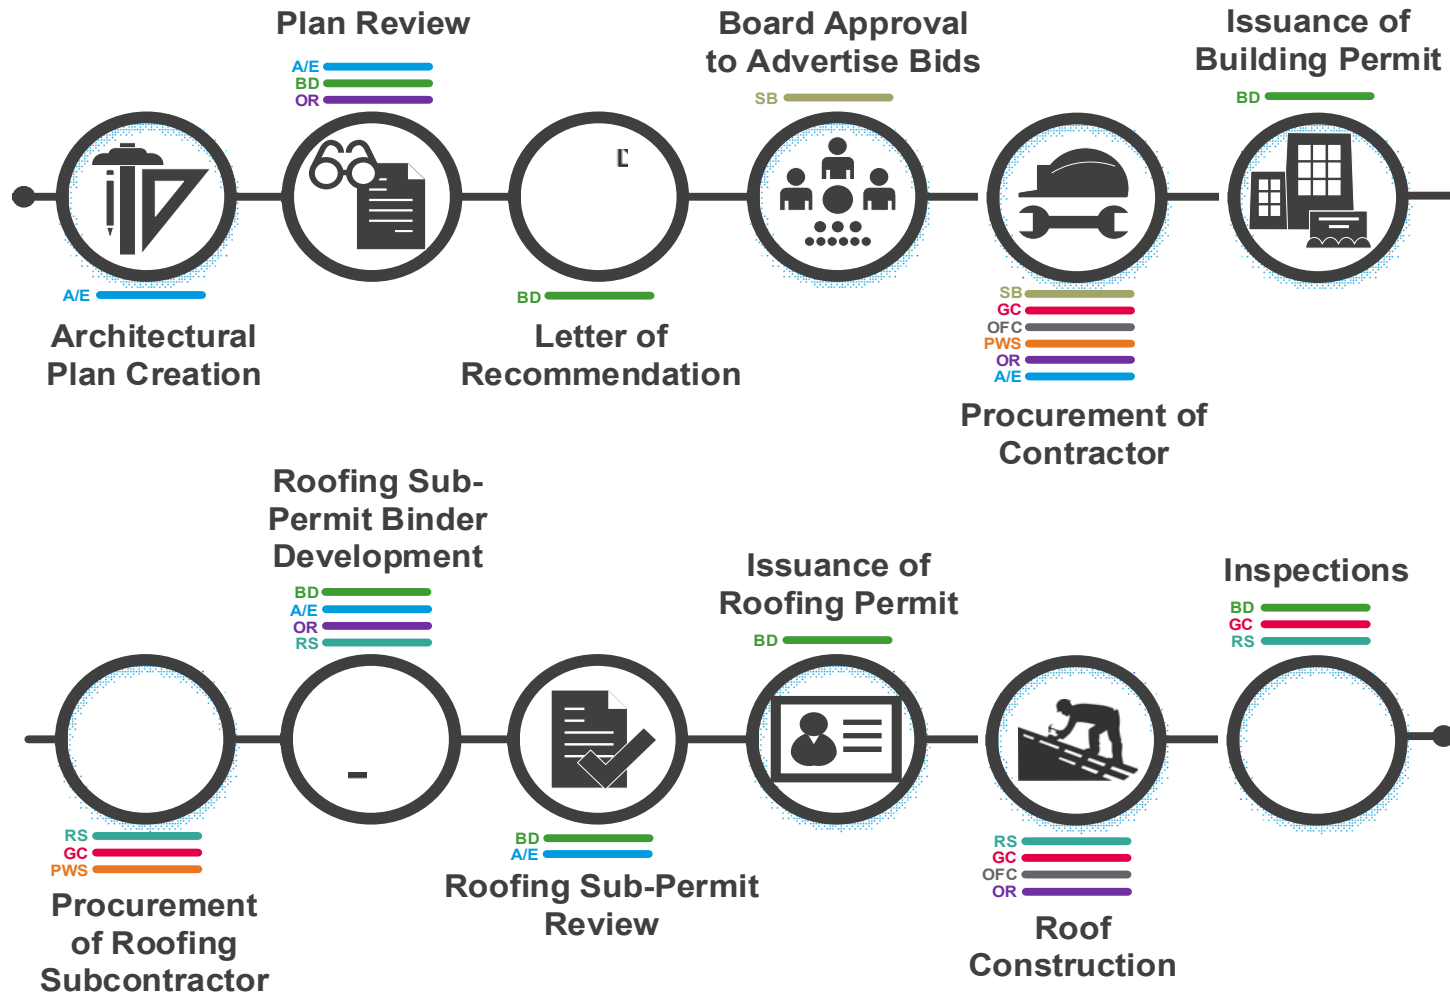 Plan Review
A/E
BD
OR
Board Approval
to Advertise Bids
SB
Issuance of
Building Permit
BD
A/E
Architectural
Plan Creation
BD
Letter of
Recommendation
SB
GC
OFC
PWS
OR
A/E
Procurement of
Contractor
Roofing Sub-
Permit Binder
Development
BD
A/E
OR
RS
Issuance of
Roofing Permit
BD
Inspections
BD
GC
RS
RS
GC
PWS
Procurement
of Roofing
Subcontractor
BD
A/E
Roofing Sub-Permit
Review
RS
GC
OFC
OR
Roof
Construction